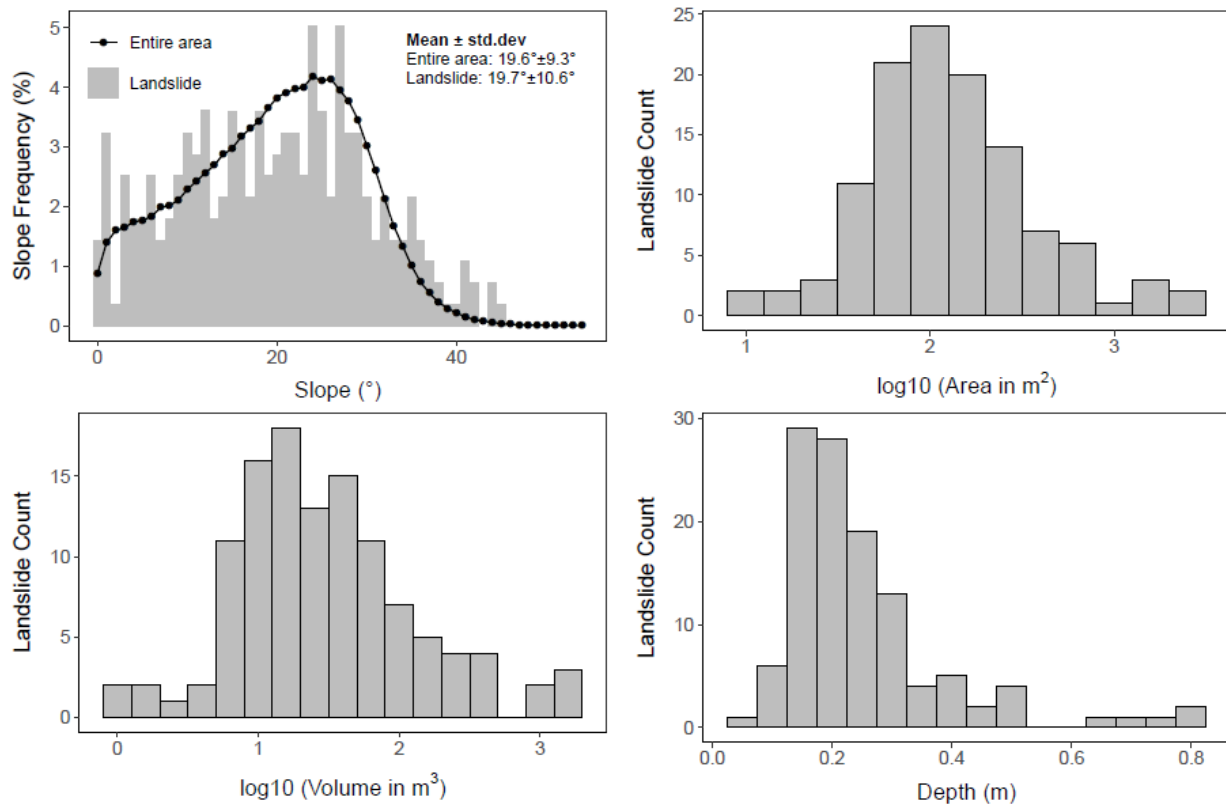 Slope Frequency (%)
5
4
3
2
1
0
Entire area
Landslide
Mean ± std.dev
Entire area: 19.6°±9.3°
Landslide: 19.7°±10.6°
0 20 40
Slope (°)
Landslide Count
25
20
15
10
5
0
1 2 3
log10 (Area in m²)
Landslide Count
15
10
5
0
0 1 2 3
log10 (Volume in m³)
Landslide Count
30
20
10
0
0.0 0.2 0.4 0.6 0.8
Depth (m)